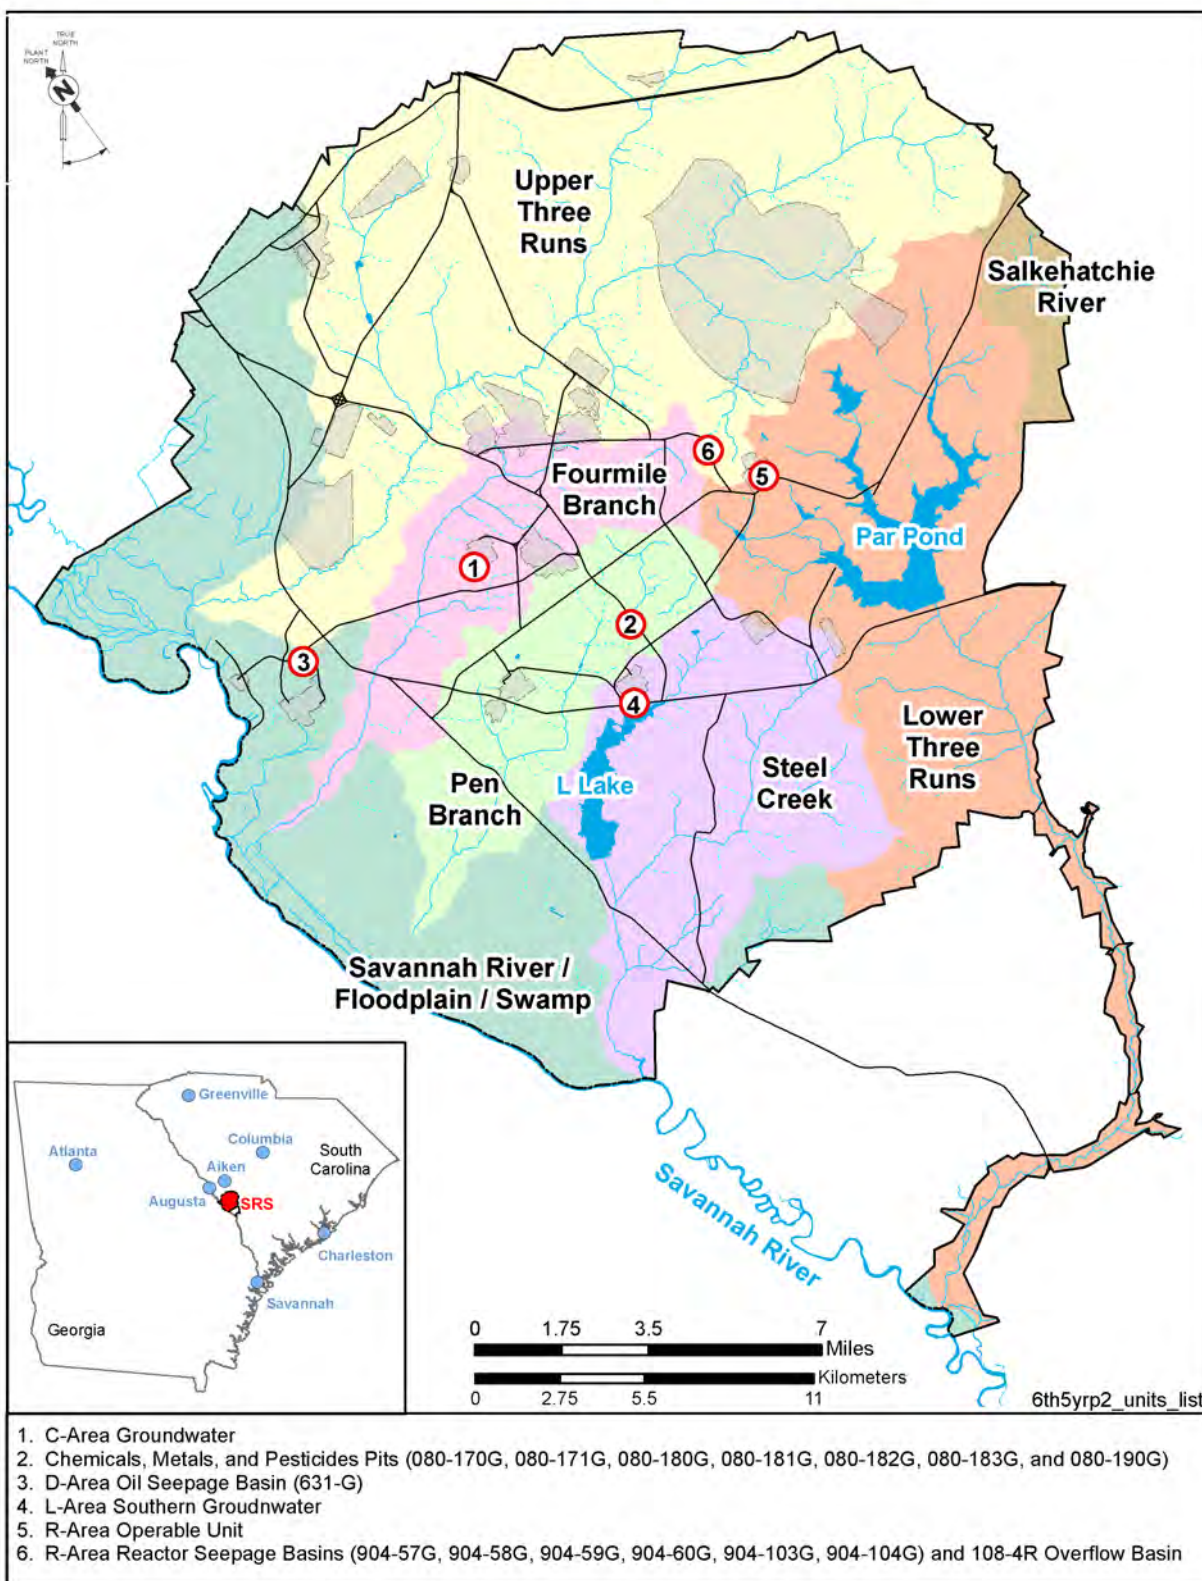 TRUE
NORTH
PLANT
NORTH
N
Upper
Three
Runs
Salkehatchie
River
6
5
Fourmile
Branch
Par Pond
1
2
3
4
Lower
Three
Runs
Steel
Creek
L Lake
Pen
Branch
Savannah River /
Floodplain / Swamp
Greenville
Columbia
South
Carolina
Atlanta
Aiken
Augusta
SRS
Charleston
Savannah
Georgia
Savannah River
0 1.75 3.5 7
Miles
Kilometers
0 2.75 5.5 11
6th5yrp2_units_list
1. C-Area Groundwater
2. Chemicals, Metals, and Pesticides Pits (080-170G, 080-171G, 080-180G, 080-181G, 080-182G, 080-183G, and 080-190G)
3. D-Area Oil Seepage Basin (631-G)
4. L-Area Southern Groudnwater
5. R-Area Operable Unit
6. R-Area Reactor Seepage Basins (904-57G, 904-58G, 904-59G, 904-60G, 904-103G, 904-104G) and 108-4R Overflow Basin